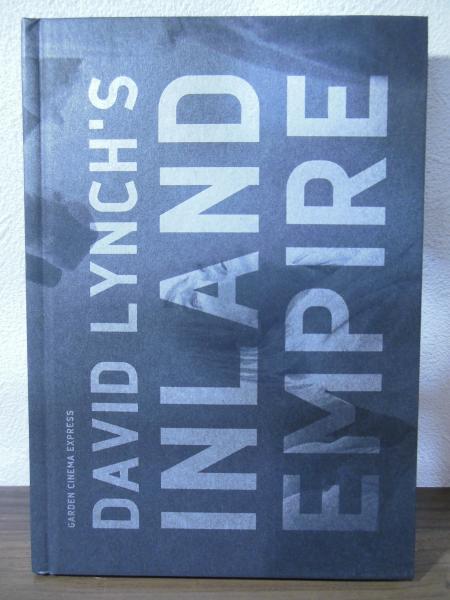 GARDEN CINEMA EXPRESS
DAVID LYNCH'S
INLAND
EMPIRE